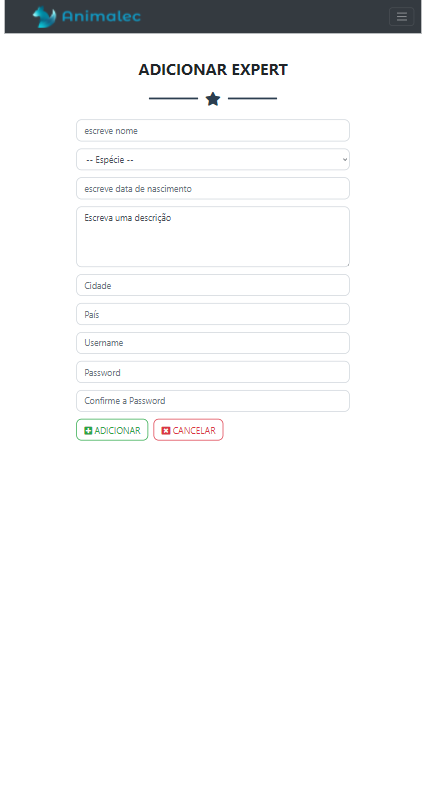 Animalec
ADICIONAR EXPERT
escreve nome
-- Espécie --
escreve data de nascimento
Escreva uma descrição
Cidade
País
Username
Password
Confirme a Password
ADICIONAR CANCELAR